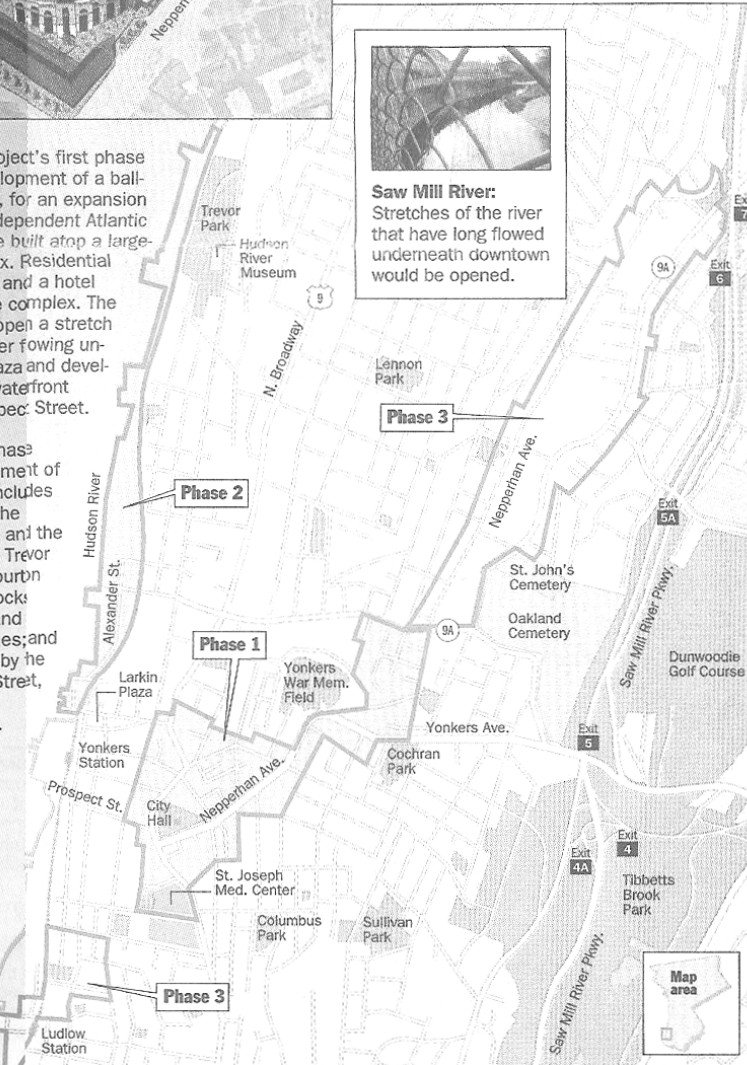 Neppen
oject's first phase
lopment of a ball-
, for an expansion
dependent Atlantic
e built atop a large-
x. Residential
and a hotel
e complex. The
open a stretch
er fowing un-
aza and devel-
waterfront
pect Street.
hase
ment of
ncludes
he
and the
Trevor
ourton
ocks
nd
es; and
by he
Street,
Saw Mill River:
Stretches of the river
that have long flowed
underneath downtown
would be opened.
Trevor
Park
Hudson
River
Museum
9
N. Broadway
Lennon
Park
9A
Exit
6
Ex
7
Phase 3
Nepperhan Ave.
Phase 2
Hudson River
Alexander St.
Exit
5A
St. John's
Cemetery
Oakland
Cemetery
9A
Saw Mill River Pkwy.
Dunwoodie
Golf Course
Phase 1
Yonkers
War Mem.
Field
Larkin
Plaza
Yonkers Ave.
Exit
5
Yonkers
Station
Cochran
Park
Nepperhan Ave.
Prospect St.
City
Hall
Exit
4
Exit
4A
St. Joseph
Med. Center
Tibbetts
Brook
Park
Columbus
Park
Sullivan
Park
Saw Mill River Pkwy.
Map
area
Phase 3
Ludlow
Station